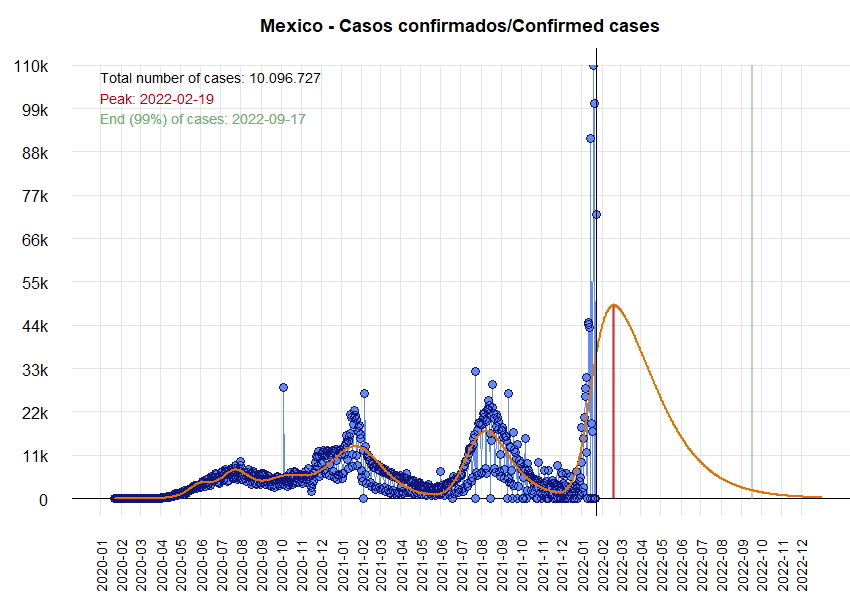 Mexico - Casos confirmados/Confirmed cases
Total number of cases: 10.096.727
Peak: 2022-02-19
End (99%) of cases: 2022-09-17
110k
99k
88k
77k
66k
55k
44k
33k
22k
11k
0
2020-01
2020-02
2020-03
2020-04
2020-05
2020-06
2020-07
2020-08
2020-09
2020-10
2020-11
2020-12
2021-01
2021-02
2021-03
2021-04
2021-05
2021-06
2021-07
2021-08
2021-09
2021-10
2021-11
2021-12
2022-01
2022-02
2022-03
2022-04
2022-05
2022-06
2022-07
2022-08
2022-09
2022-10
2022-11
2022-12